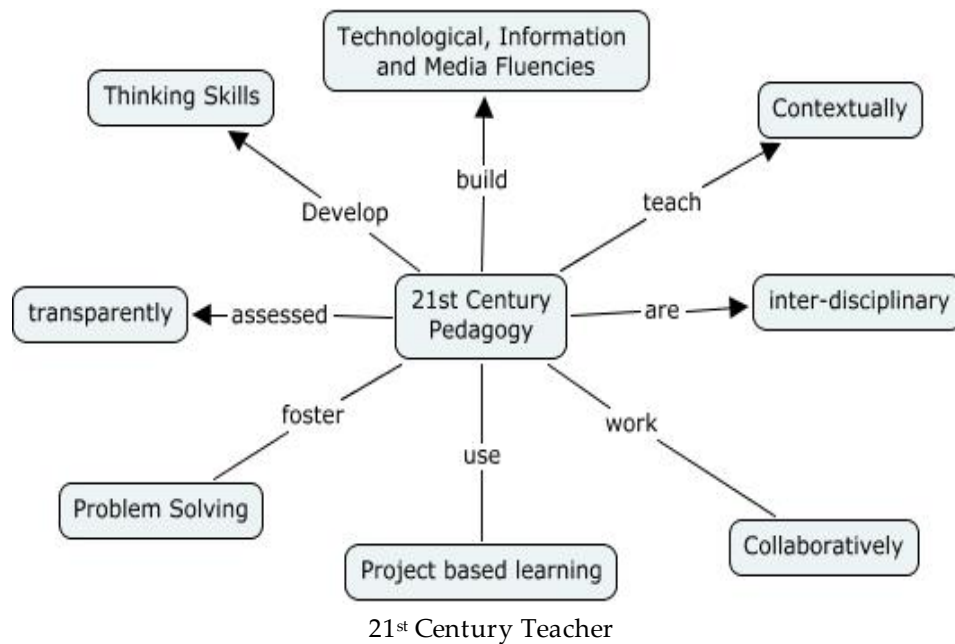 Technological, Information
and Media Fluencies
Thinking Skills
Contextually
build
teach
Develop
21st Century
Pedagogy
transparently
assessed
are
inter-disciplinary
foster
work
use
Problem Solving
Collaboratively
Project based learning
21st Century Teacher